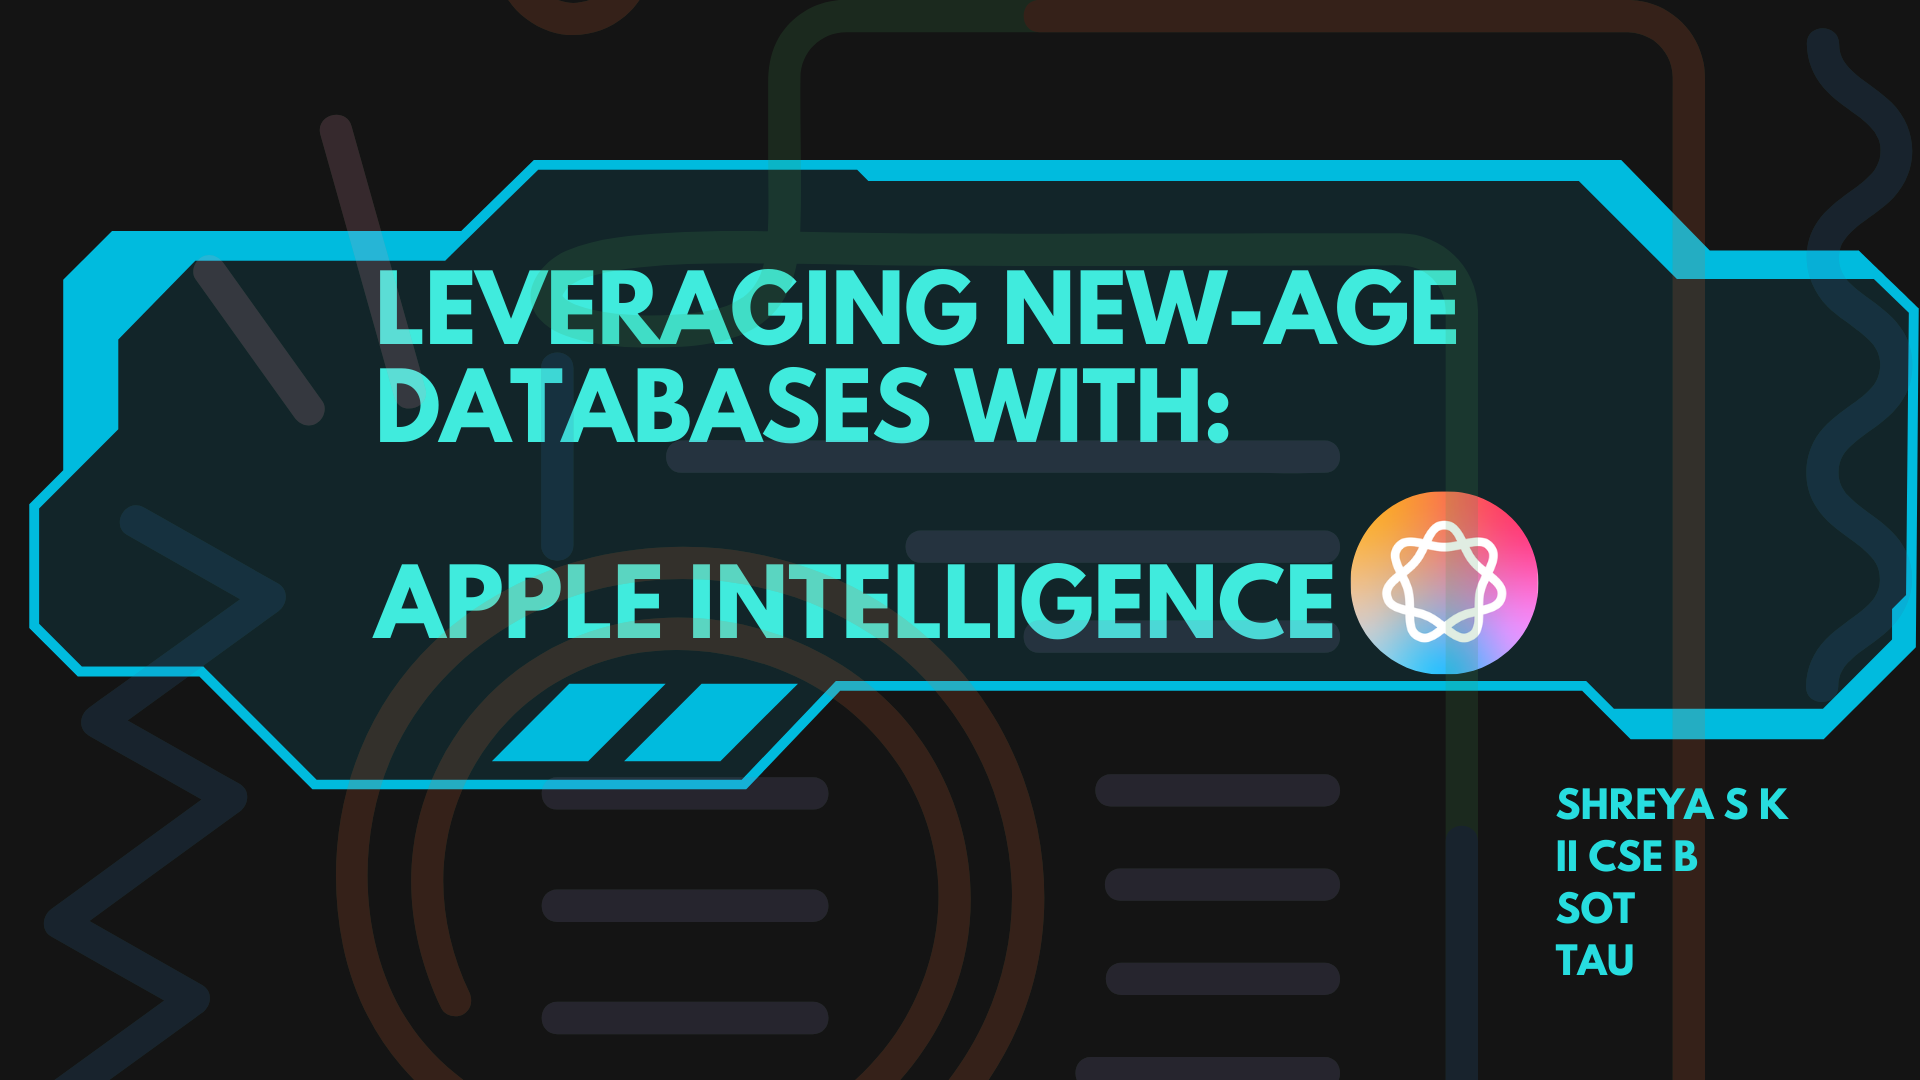 LEVERAGING NEW-AGE
DATABASES WITH:
APPLE INTELLIGENCE
SHREYA S K
II CSE B
SOT
TAU